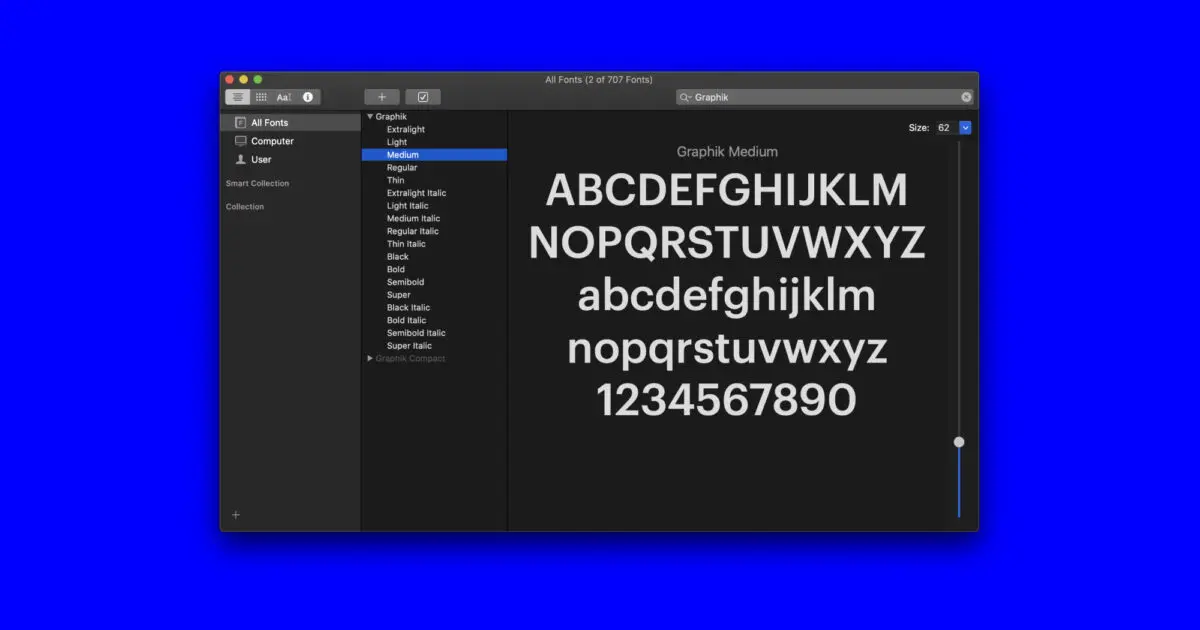 All Fonts (2 of 707 Fonts)
Aa
Graphik
All Fonts
Computer
User
Smart Collection
Collection
Graphik
Extralight
Light
Medium
Regular
Thin
Extralight Italic
Light Italic
Medium Italic
Regular Italic
Thin Italic
Black
Bold
Semibold
Super
Black Italic
Bold Italic
Semibold Italic
Super Italic
Graphik Compact
Size: 62
Graphik Medium
ABCDEFGHIJKLM
NOPQRSTUVWXYZ
abcdefghijklm
nopqrstuvwxyz
1234567890